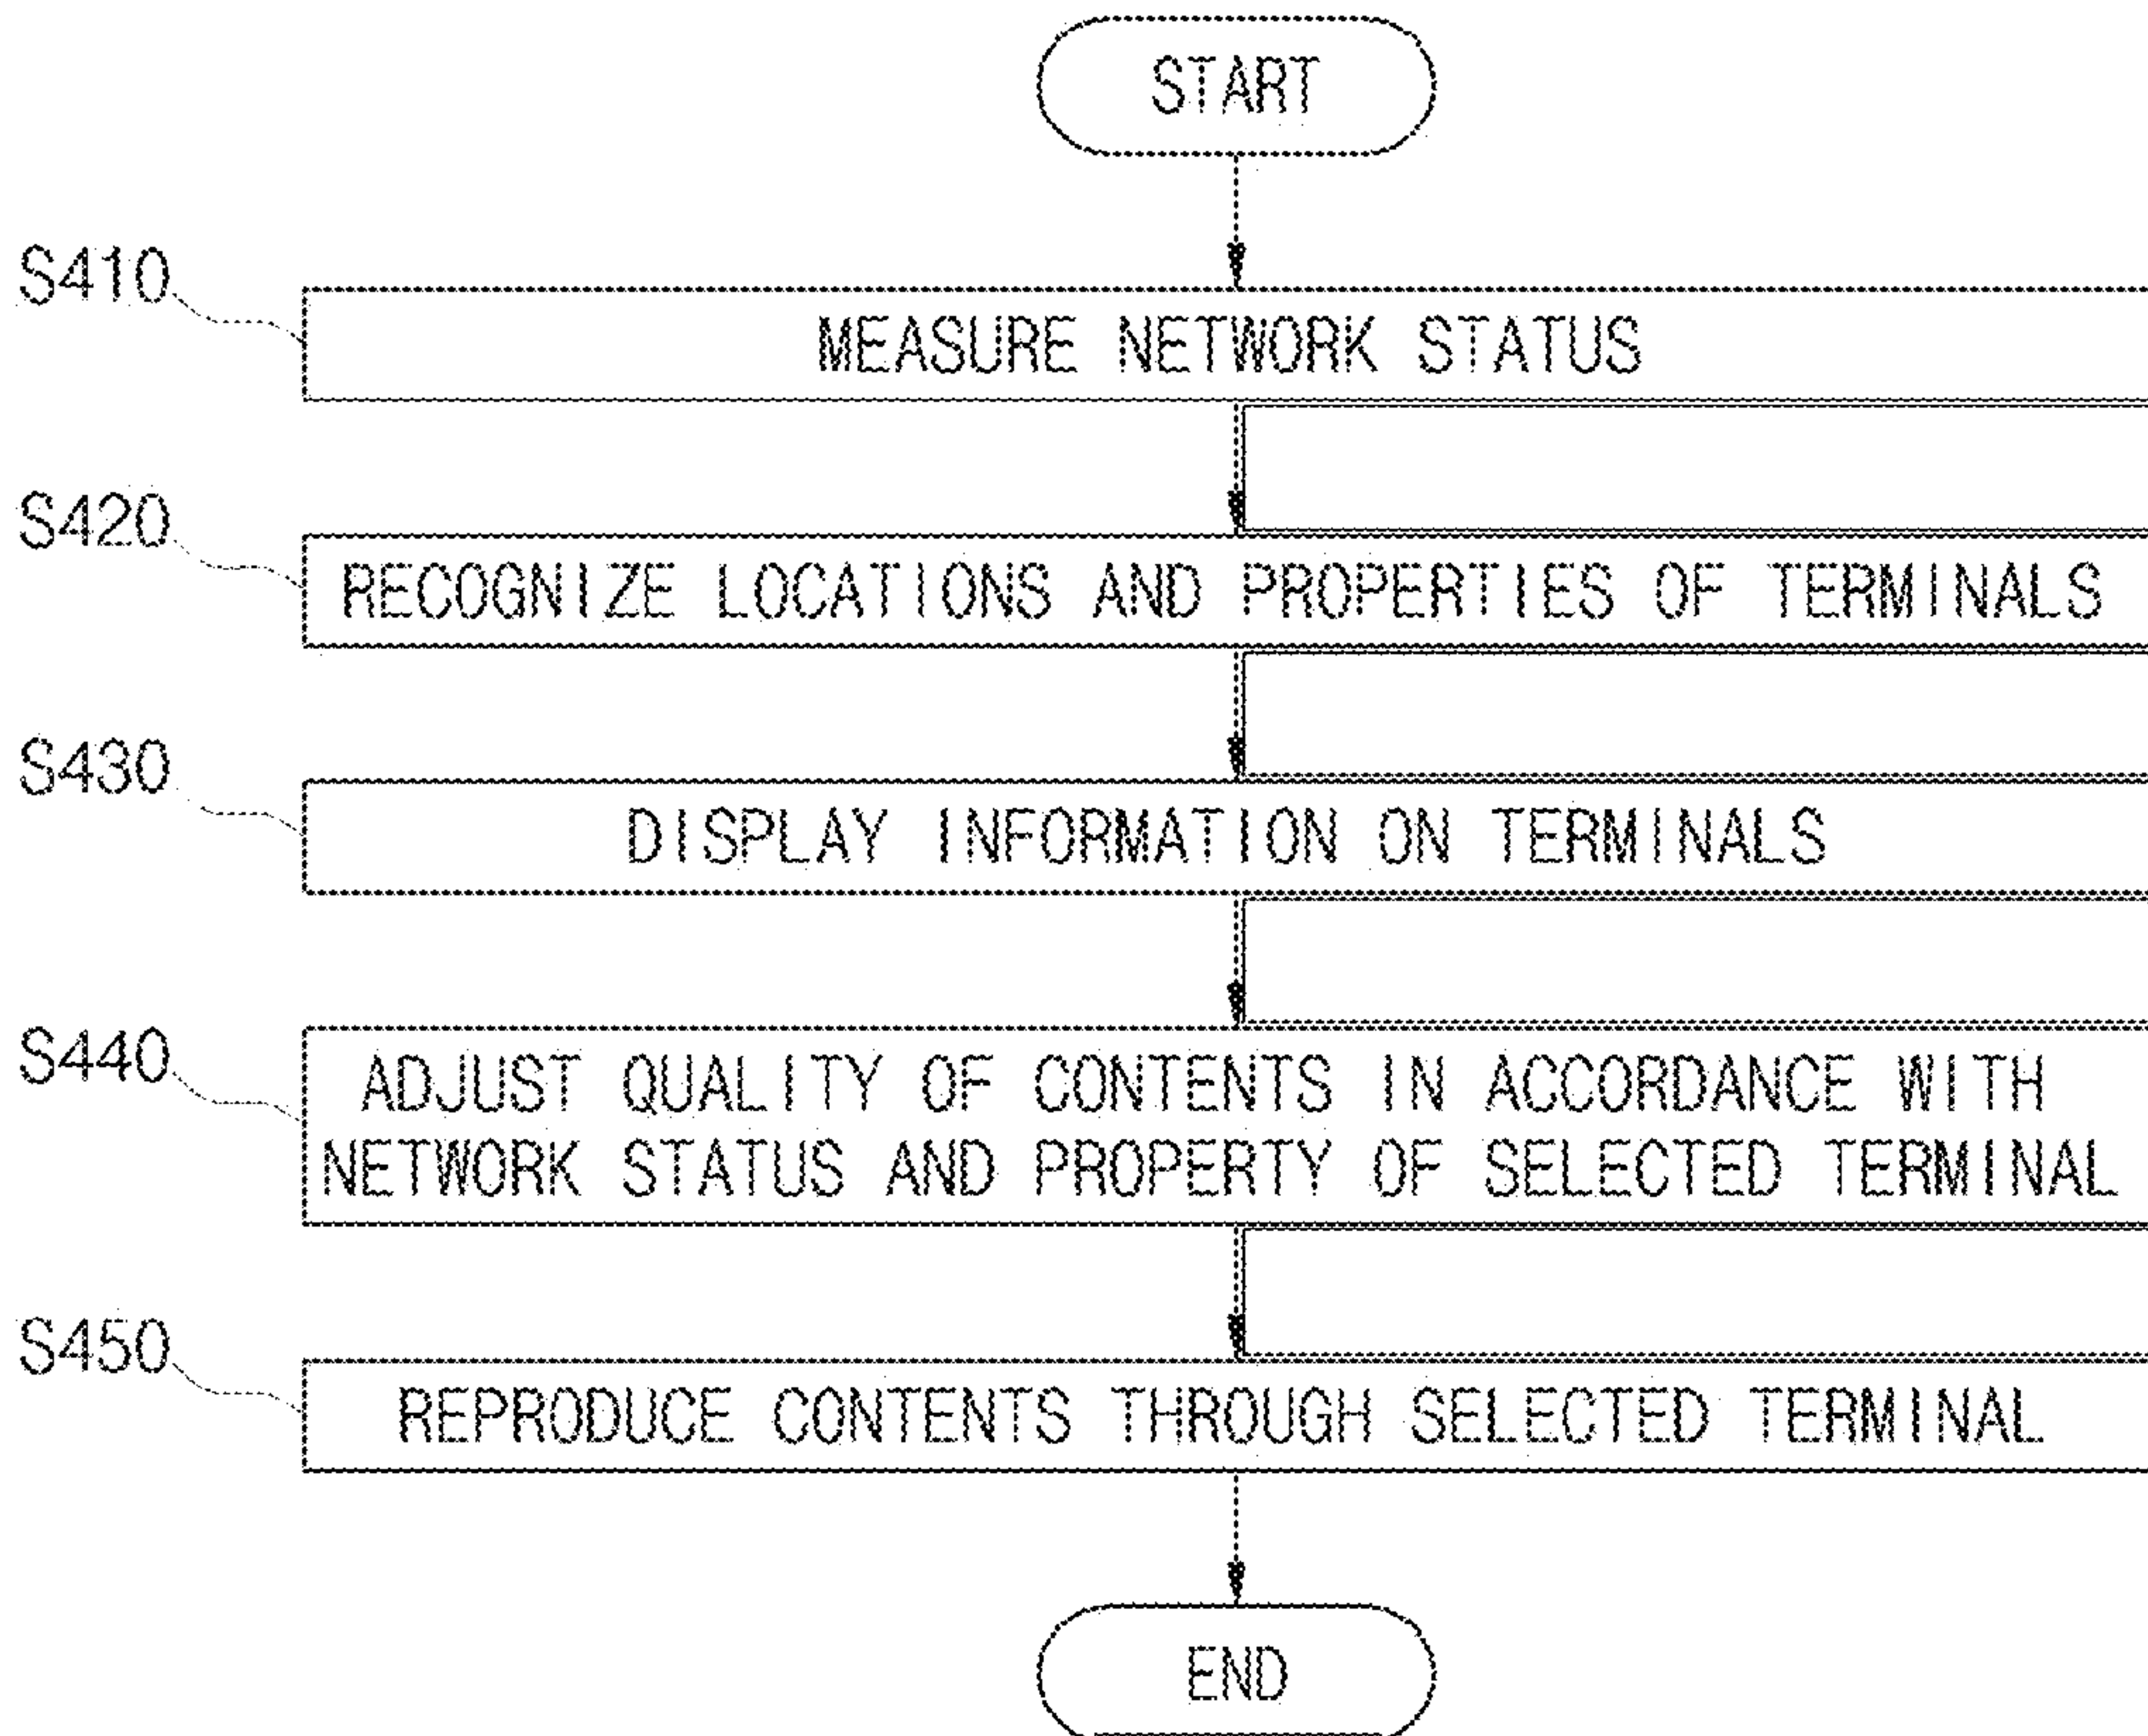 START
S410
MEASURE NETWORK STATUS
S420
RECOGNIZE LOCATIONS AND PROPERTIES OF TERMINALS
S430
DISPLAY INFORMATION ON TERMINALS
S440
ADJUST QUALITY OF CONTENTS IN ACCORDANCE WITH
NETWORK STATUS AND PROPERTY OF SELECTED TERMINAL
S450
REPRODUCE CONTENTS THROUGH SELECTED TERMINAL
END